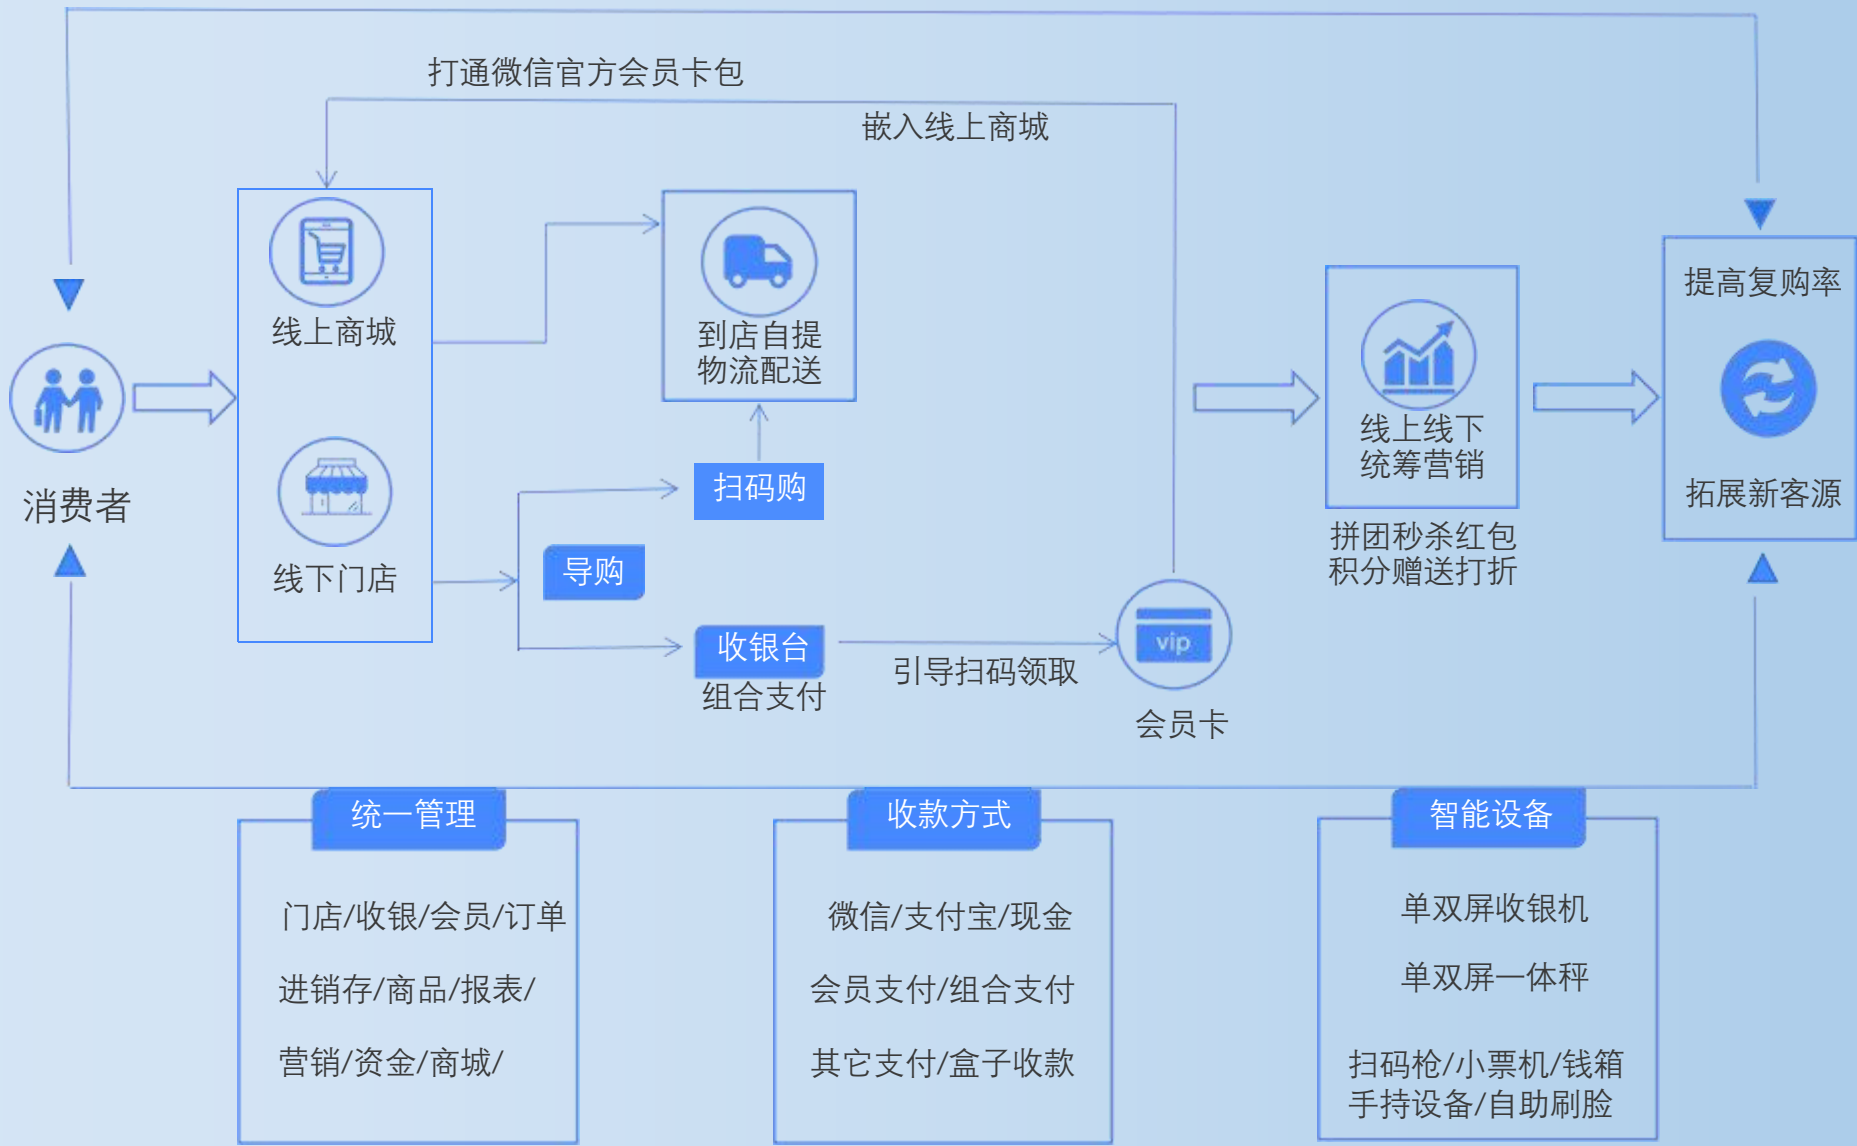 打通微信官方会员卡包
嵌入线上商城
线上商城
到店自提
物流配送
提高复购率
线上线下
统筹营销
消费者
扫码购
拓展新客源
拼团秒杀红包
积分赠送打折
线下门店
导购
收银台
组合支付
引导扫码领取
vip
会员卡
统一管理
门店/收银/会员/订单
进销存/商品/报表/
营销/资金/商城/
收款方式
微信/支付宝/现金
会员支付/组合支付
其它支付/盒子收款
智能设备
单双屏收银机
单双屏一体秤
扫码枪/小票机/钱箱
手持设备/自助刷脸